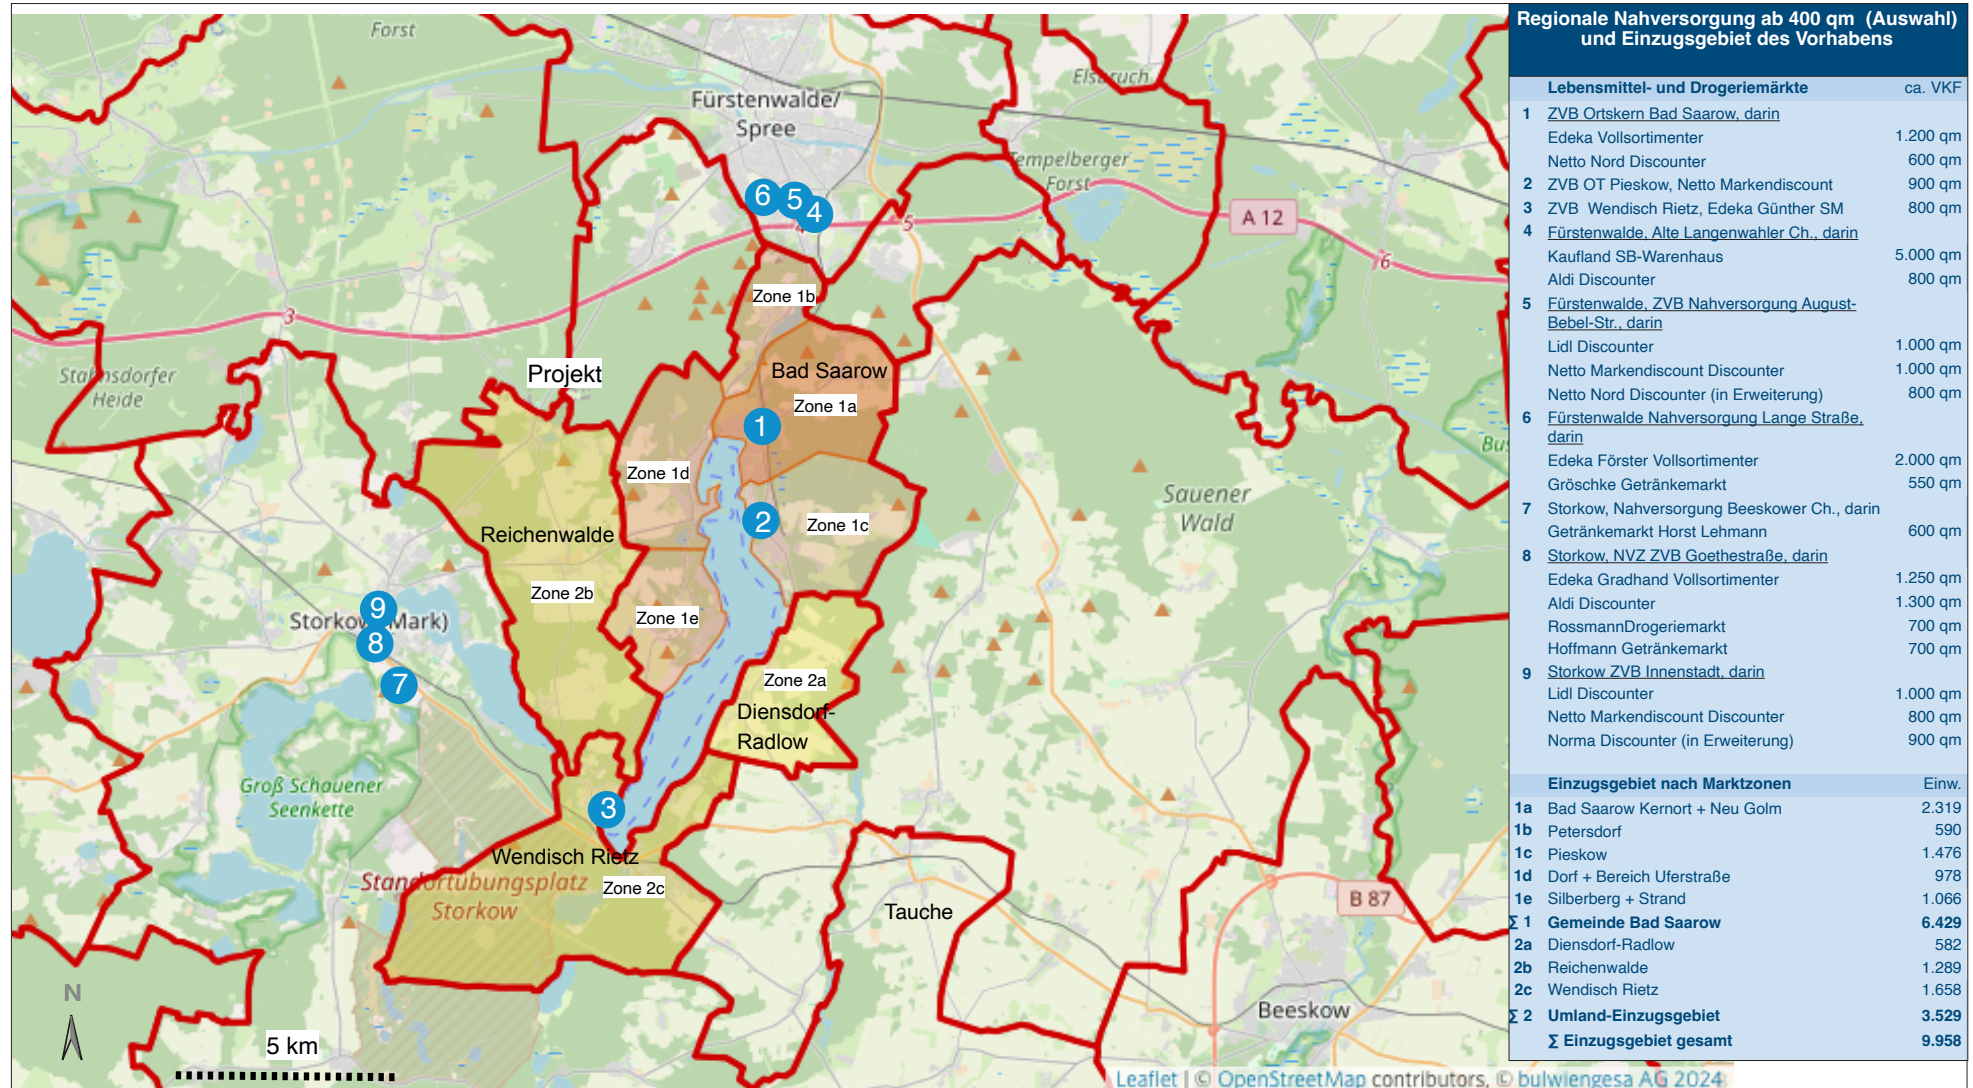 Forst
Elsbruch
Fürstenwalde/
Spree
Tempelberger
Forst
6
5
4
4
5
A 12
6
3
Zone 1b
Stahnsdorfer
Heide
Projekt
Bad Saarow
Zone 1a
1
Bus
Zone 1d
Sauener
Wald
2
Zone 1c
Reichenwalde
Zone 2b
Zone 1e
9
Storkow (Mark)
8
7
Zone 2a
Diensdorf-
Radlow
Groß Schauener
Seenkette
3
Wendisch Rietz
Zone 2c
Standortübungsplatz
Storkow
Tauche
B 87
N
Beeskow
5 km
Leaflet | © OpenStreetMap contributors, © bulwiengesa AG 2024
Regionale Nahversorgung ab 400 qm (Auswahl)
und Einzugsgebiet des Vorhabens
Lebensmittel- und Drogeriemärkte ca. VKF
1 ZVB Ortskern Bad Saarow, darin
Edeka Vollsortimenter 1.200 qm
Netto Nord Discounter 600 qm
2 ZVB OT Pieskow, Netto Markendiscount 900 qm
3 ZVB Wendisch Rietz, Edeka Günther SM 800 qm
4 Fürstenwalde, Alte Langenwahler Ch., darin
Kaufland SB-Warenhaus 5.000 qm
Aldi Discounter 800 qm
5 Fürstenwalde, ZVB Nahversorgung August-
Bebel-Str., darin
Lidl Discounter 1.000 qm
Netto Markendiscount Discounter 1.000 qm
Netto Nord Discounter (in Erweiterung) 800 qm
6 Fürstenwalde Nahversorgung Lange Straße,
darin
Edeka Förster Vollsortimenter 2.000 qm
Gröschke Getränkemarkt 550 qm
7 Storkow, Nahversorgung Beeskower Ch., darin
Getränkemarkt Horst Lehmann 600 qm
8 Storkow, NVZ ZVB Goethestraße, darin
Edeka Gradhand Vollsortimenter 1.250 qm
Aldi Discounter 1.300 qm
RossmannDrogeriemarkt 700 qm
Hoffmann Getränkemarkt 700 qm
9 Storkow ZVB Innenstadt, darin
Lidl Discounter 1.000 qm
Netto Markendiscount Discounter 800 qm
Norma Discounter (in Erweiterung) 900 qm
Einzugsgebiet nach Marktzonen Einw.
1a Bad Saarow Kernort + Neu Golm 2.319
1b Petersdorf 590
1c Pieskow 1.476
1d Dorf + Bereich Uferstraße 978
1e Silberberg + Strand 1.066
∑ 1 Gemeinde Bad Saarow 6.429
2a Diensdorf-Radlow 582
2b Reichenwalde 1.289
2c Wendisch Rietz 1.658
∑ 2 Umland-Einzugsgebiet 3.529
∑ Einzugsgebiet gesamt 9.958